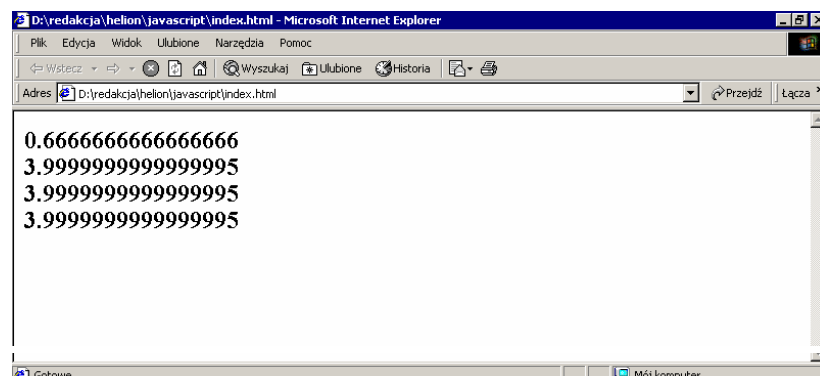 D:\redakcja\helion\javascript\index.html - Microsoft Internet Explorer
Plik Edycja Widok Ulubione Narzędzia Pomoc
Wstecz Wyszukaj Ulubione Historia
Adres D:\redakcja\helion\javascript\index.html Przejdź Łącza
0.6666666666666666
3.9999999999999995
3.9999999999999995
3.9999999999999995
Gotowe Mój komputer